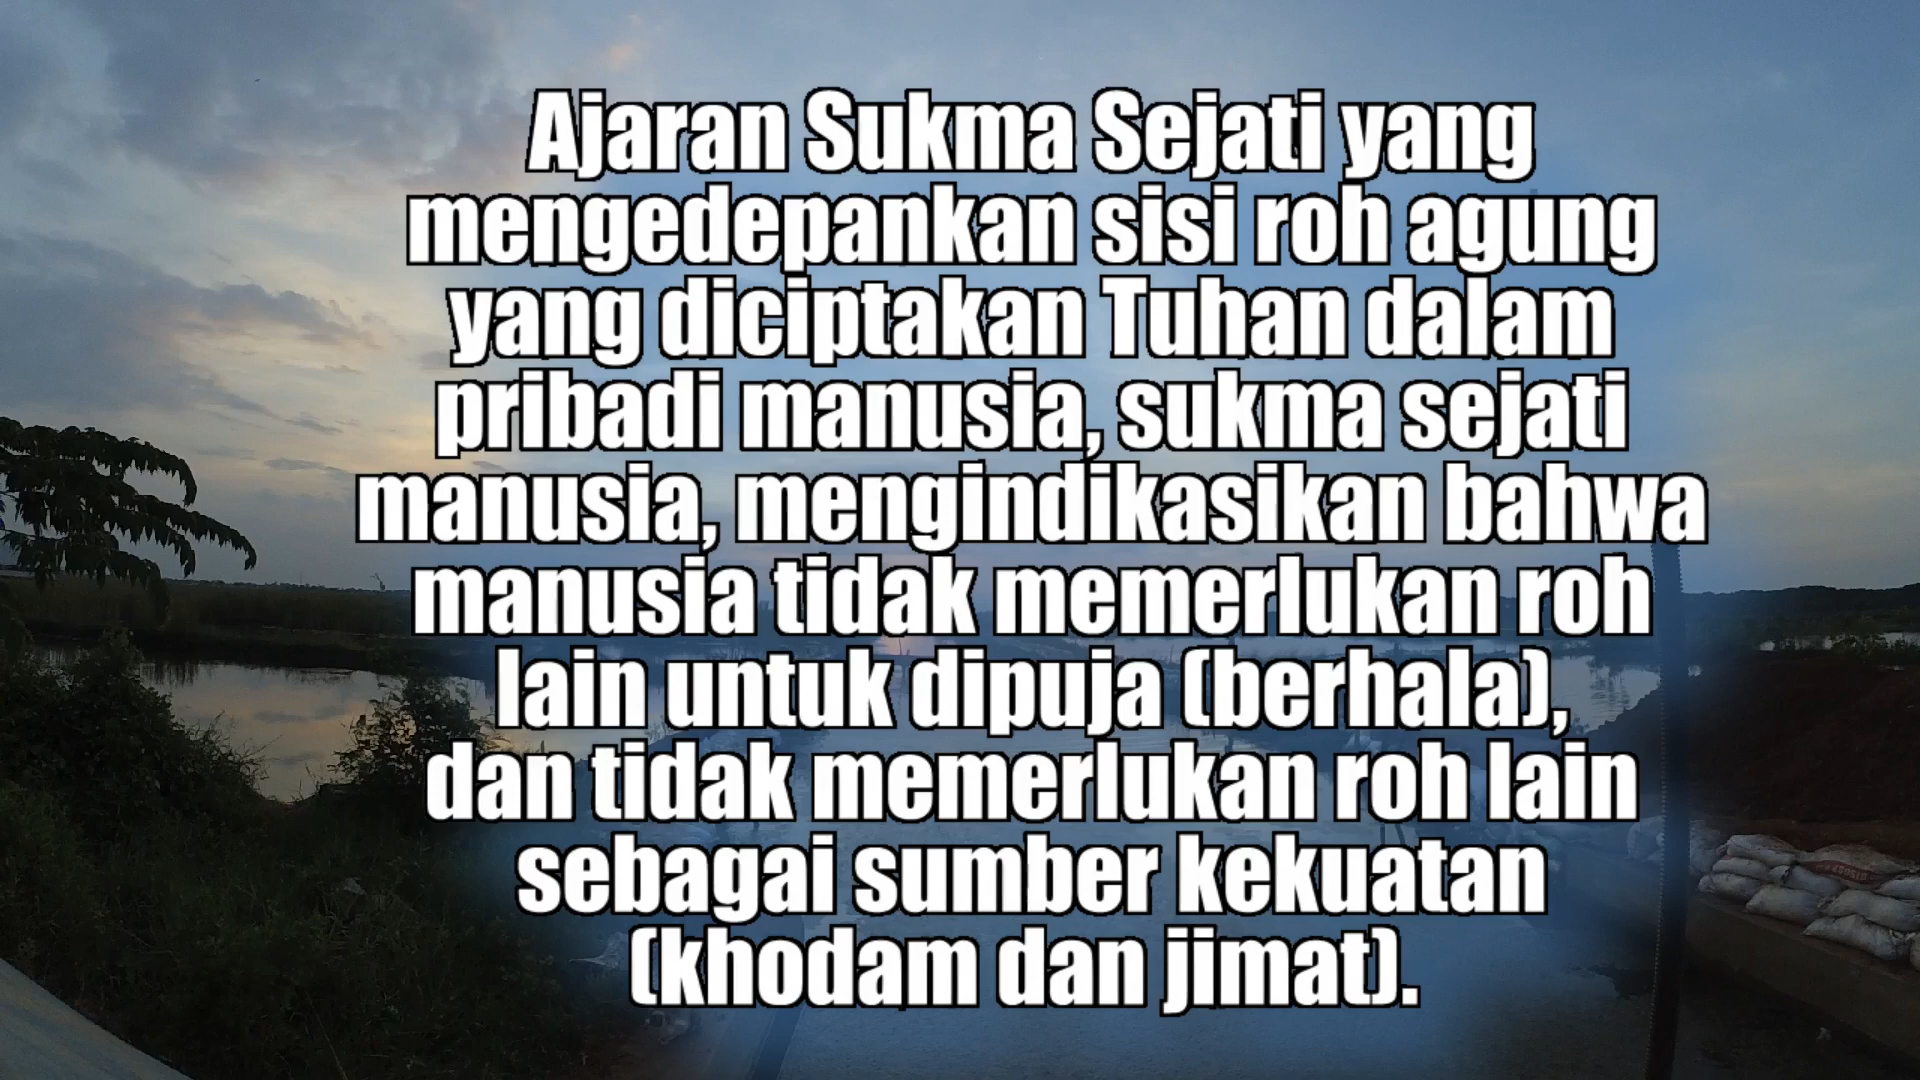 Ajaran Sukma Sejati yang
mengedepankan sisi roh agung
yang diciptakan Tuhan dalam
pribadi manusia, sukma sejati
manusia, mengindikasikan bahwa
manusia tidak memerlukan roh
lain untuk dipuja (berhala),
dan tidak memerlukan roh lain
sebagai sumber kekuatan
(khodam dan jimat).